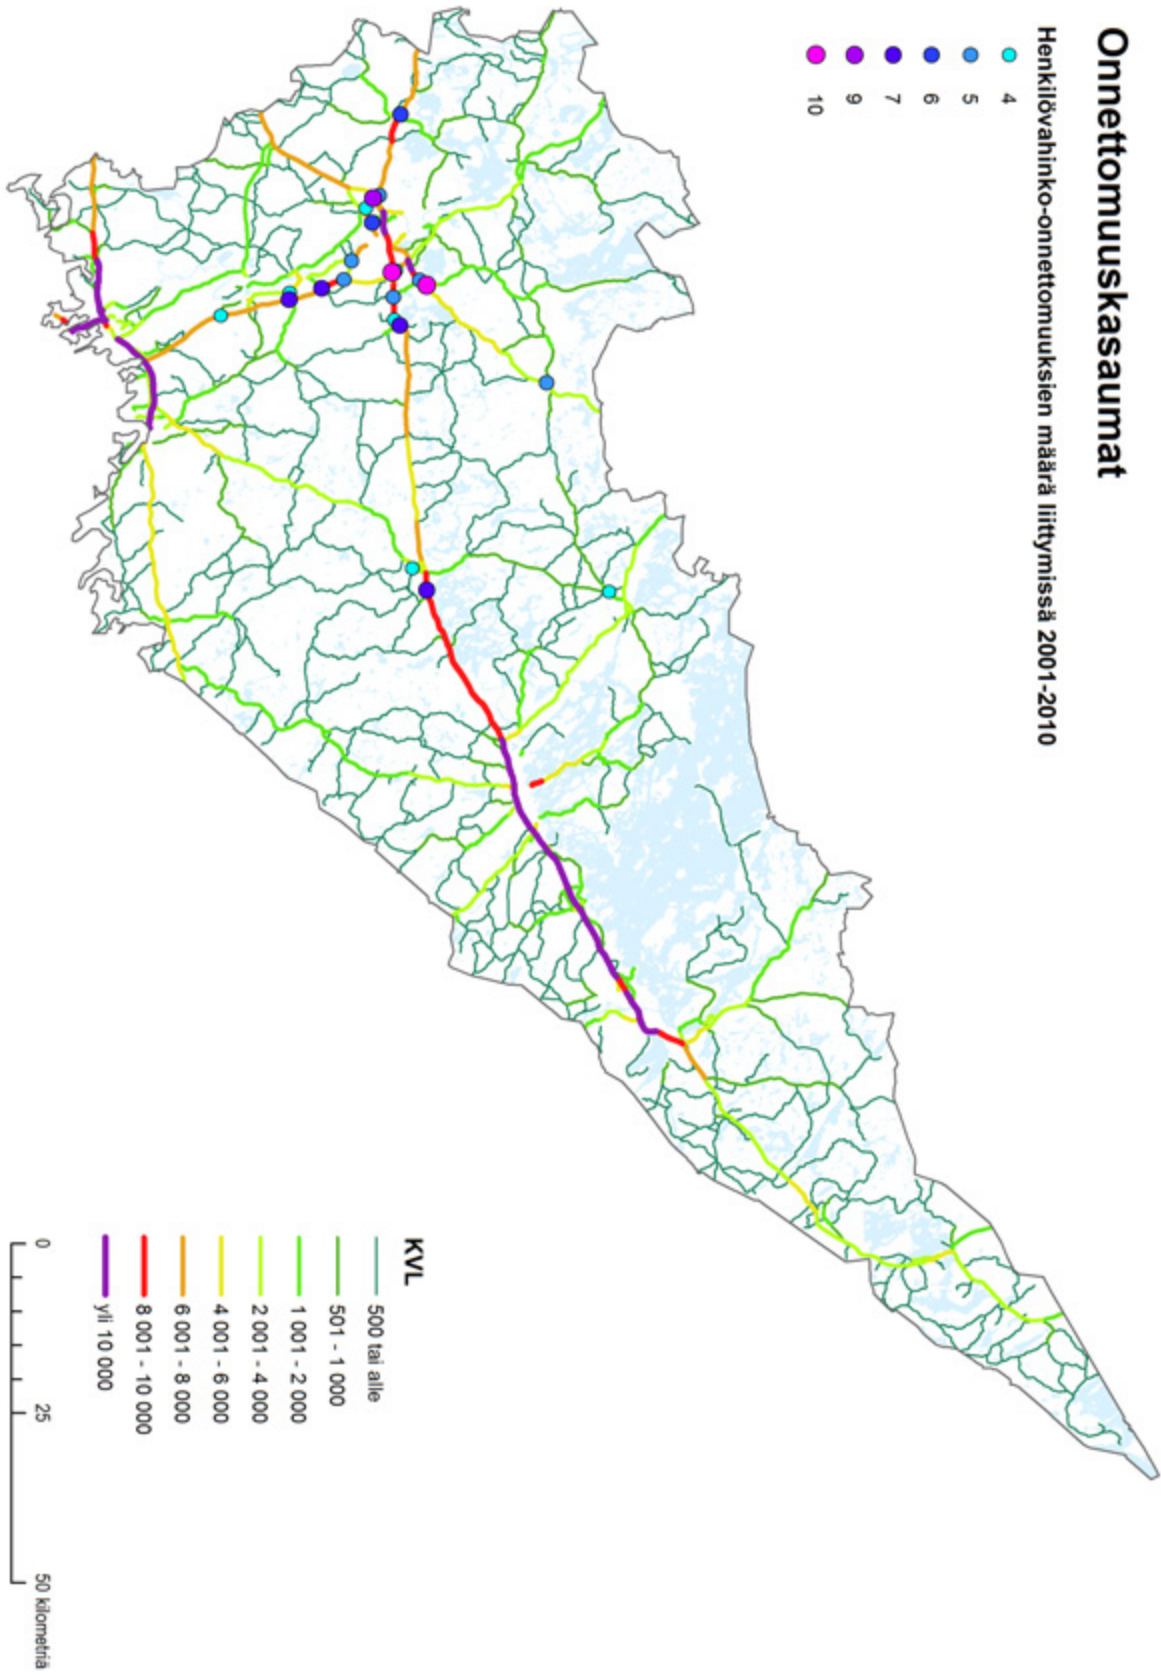 Onnettomuuskasaumat
Henkilövahinko-onnettomuuksien määrä liittymissä 2001-2010
4
5
6
7
9
10
KVL
500 tai alle
501 - 1 000
1 001 - 2 000
2 001 - 4 000
4 001 - 6 000
6 001 - 8 000
8 001 - 10 000
yli 10 000
0 25 50 kilometriä